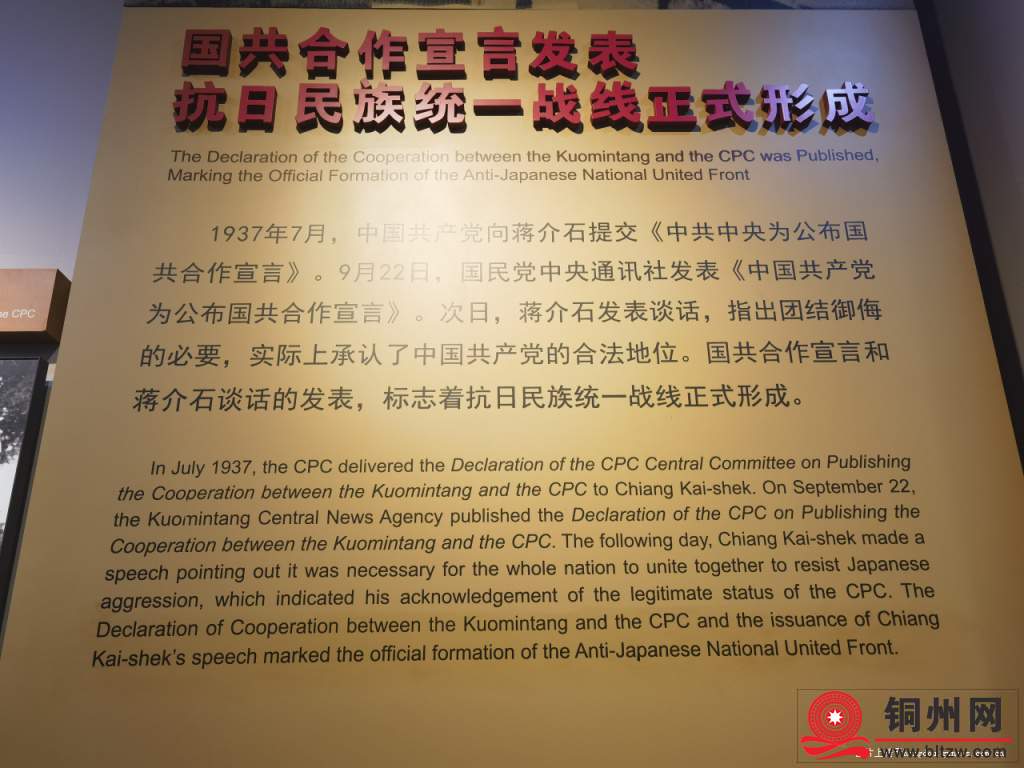 国共合作宣言发表
抗日民族统一战线正式形成
The Declaration of the Cooperation between the Kuomintang and the CPC was Published,
Marking the Official Formation of the Anti-Japanese National United Front
1937年7月，中国共产党向蒋介石提交《中共中央为公布国
共合作宣言》。9月22日，国民党中央通讯社发表《中国共产党
为公布国共合作宣言》。次日，蒋介石发表谈话，指出团结御侮
的必要，实际上承认了中国共产党的合法地位。国共合作宣言和
蒋介石谈话的发表，标志着抗日民族统一战线正式形成。
In July 1937, the CPC delivered the Declaration of the CPC Central Committee on Publishing
the Cooperation between the Kuomintang and the CPC to Chiang Kai-shek. On September 22,
the Kuomintang Central News Agency published the Declaration of the CPC on Publishing the
Cooperation between the Kuomintang and the CPC. The following day, Chiang Kai-shek made a
speech pointing out it was necessary for the whole nation to unite together to resist Japanese
aggression, which indicated his acknowledgement of the legitimate status of the CPC. The
Declaration of Cooperation between the Kuomintang and the CPC and the issuance of Chiang
Kai-shek's speech marked the official formation of the Anti-Japanese National United Front.
he CPC
铜州网
www.bltzw.com